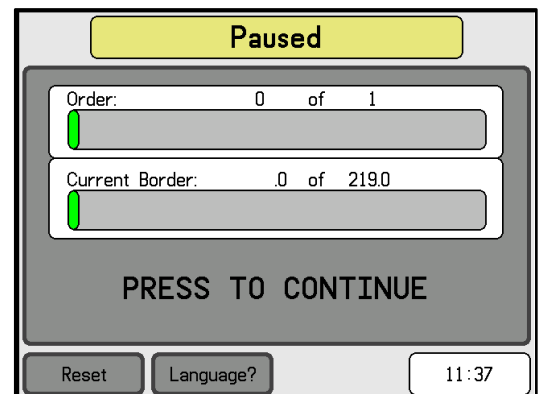 Paused
Order: 0 of 1
Current Border: .0 of 219.0
PRESS TO CONTINUE
Reset Language? 11:37